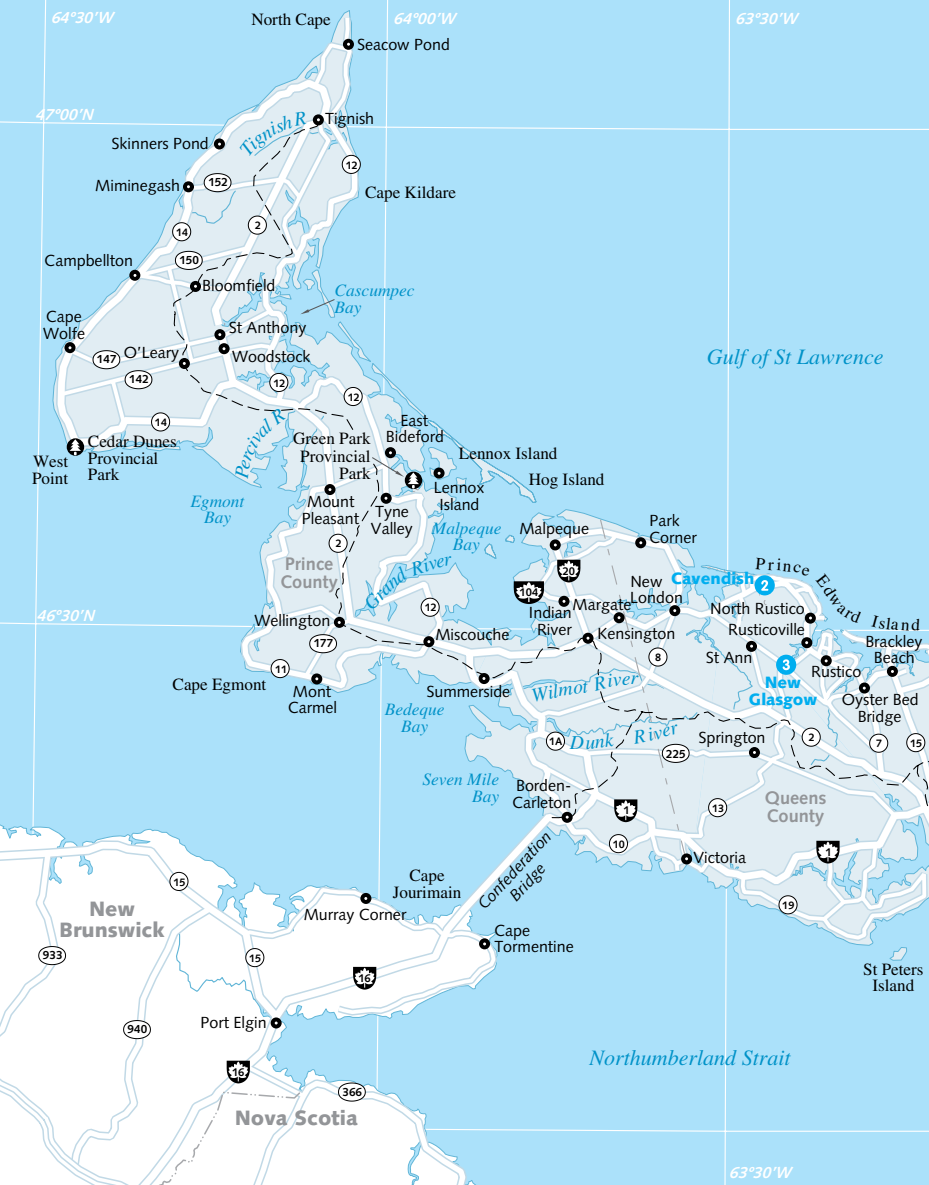 64°30'W
64°00'W
63°30'W
North Cape
Seacow Pond
47°00'N
Tignish R
Tignish
Skinners Pond
12
Miminegash
152
Cape Kildare
14
2
150
Campbellton
Bloomfield
Cascumpec
Bay
Cape
Wolfe
St Anthony
O'Leary
Woodstock
147
142
Gulf of St Lawrence
12
12
14
Percival R
East
Bideford
Cedar Dunes
Provincial
Park
West
Point
Green Park
Provincial
Park
Lennox Island
Hog Island
Lennox
Island
Egmont
Bay
Mount
Pleasant
Tyne
Valley
Malpeque
Bay
Malpeque
Park
Corner
2
Prince
County
Grand River
20
104
Cavendish
2
Prince Edward Island
New
London
Indian
River
Margate
North Rustico
46°30'N
12
Wellington
177
Miscouche
Kensington
Rusticoville
Brackley
Beach
8
St Ann
3
New
Glasgow
Rustico
11
Cape Egmont
Mont
Carmel
Summerside
Wilmot River
Oyster Bed
Bridge
Bedeque
Bay
1A
Dunk River
225
Springton
2
7
15
Seven Mile
Bay
Borden-
Carleton
1
13
Queens
County
10
1
Victoria
Confederation
Bridge
Cape
Jourimain
15
Murray Corner
19
New
Brunswick
Cape
Tormentine
933
15
16
St Peters
Island
Port Elgin
940
Northumberland Strait
16
366
Nova Scotia
63°30'W